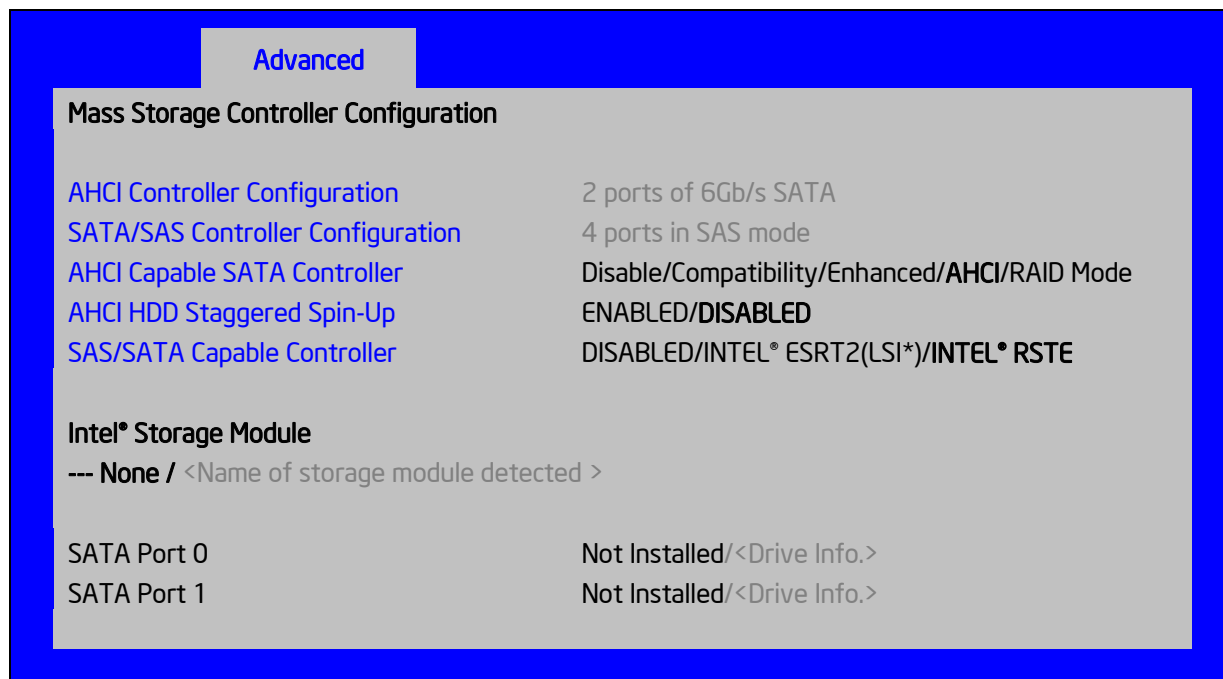 Advanced
Mass Storage Controller Configuration
AHCI Controller Configuration 2 ports of 6Gb/s SATA
SATA/SAS Controller Configuration 4 ports in SAS mode
AHCI Capable SATA Controller Disable/Compatibility/Enhanced/AHCI/RAID Mode
AHCI HDD Staggered Spin-Up ENABLED/DISABLED
SAS/SATA Capable Controller DISABLED/INTEL® ESRT2(LSI*)/INTEL® RSTE
Intel® Storage Module
--- None / <Name of storage module detected >
SATA Port 0 Not Installed/<Drive Info.>
SATA Port 1 Not Installed/<Drive Info.>